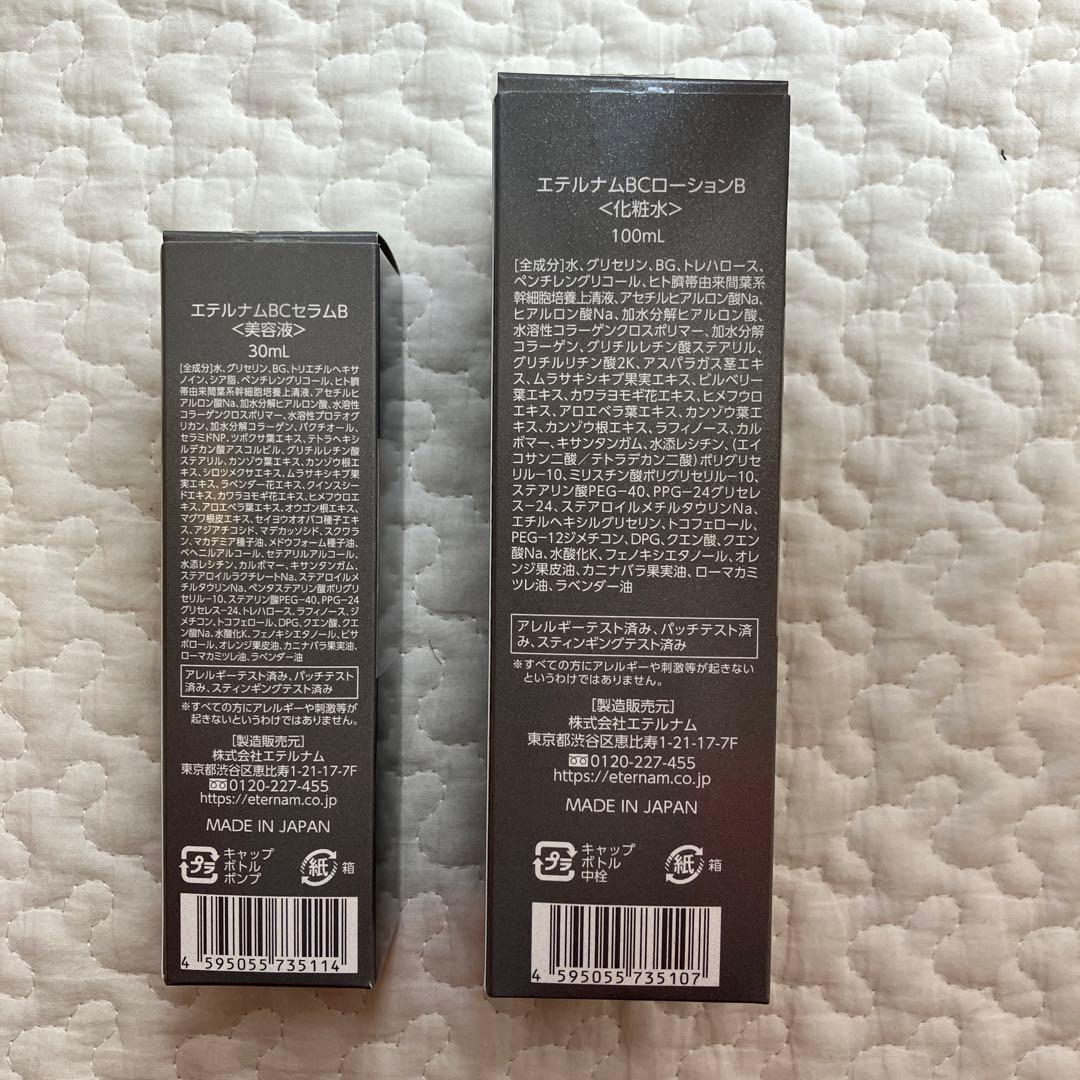 エテルナムBCセラムB
<美容液>
30mL
[全成分]水、グリセリン、BG、トリエチルヘキサ
ノイン、シア脂、ペンチレングリコール、ヒト臍
帯由来間葉系幹細胞培養上清液、アセチルヒ
アルロン酸Na、加水分解ヒアルロン酸、水溶性
コラーゲンクロスポリマー、水溶性プロテオグ
リカン、加水分解コラーゲン、バクチオール、
セラミドNP、ツボクサ葉エキス、テトラヘキシ
ルデカン酸アスコルビル、グリチルレチン酸
ステアリル、カンゾウ葉エキス、カンゾウ根エ
キス、シロツメクサエキス、ムラサキシキブ果
実エキス、ラベンダー花エキス、クインスシー
ドエキス、カワラヨモギ花エキス、ヒメフウロエ
キス、アロエベラ葉エキス、オウゴン根エキス、
マグワ根皮エキス、セイヨウオオバコ種子エキ
ス、アジアチコシド、マデカッソシド、スクワラ
ン、マカデミア種子油、メドウフォーム種子油、
ベヘニルアルコール、セテアリルアルコール、
水添レシチン、カルボマー、キサンタンガム、
ステアロイルラクチレートNa、ステアロイルメ
チルタウリンNa、ペンタステアリン酸ポリグリ
セリル-10、ステアリン酸PEG-40、PPG-24
グリセレス-24、トレハロース、ラフィノース、ジ
メチコン、トコフェロール、DPG、クエン酸、クエ
ン酸Na、水酸化K、フェノキシエタノール、ビサ
ボロール、オレンジ果皮油、カニナバラ果実油、
ローマカミツレ油、ラベンダー油
アレルギーテスト済み、パッチテスト
済み、スティンギングテスト済み
※すべての方にアレルギーや刺激等が
起きないというわけではありません。
[製造販売元]
株式会社エテルナム
東京都渋谷区恵比寿1-21-17-7F
0120-227-455
https://eternam.co.jp
MADE IN JAPAN
プラ
キャップ
ボトル
ポンプ
紙
箱
4 595055 735114
エテルナムBCローションB
<化粧水>
100mL
[全成分]水、グリセリン、BG、トレハロース、
ペンチレングリコール、ヒト臍帯由来間葉系
幹細胞培養上清液、アセチルヒアルロン酸Na、
ヒアルロン酸Na、加水分解ヒアルロン酸、
水溶性コラーゲンクロスポリマー、加水分解
コラーゲン、グリチルレチン酸ステアリル、
グリチルリチン酸2K、アスパラガス茎エキ
ス、ムラサキシキブ果実エキス、ビルベリー
葉エキス、カワラヨモギ花エキス、ヒメフウロ
エキス、アロエベラ葉エキス、カンゾウ葉エ
キス、カンゾウ根エキス、ラフィノース、カル
ボマー、キサンタンガム、水添レシチン、(エイ
コサン二酸/テトラデカン二酸)ポリグリセ
リル-10、ミリスチン酸ポリグリセリル-10、
ステアリン酸PEG-40、PPG-24グリセレ
ス-24、ステアロイルメチルタウリンNa、
エチルヘキシルグリセリン、トコフェロール、
PEG-12ジメチコン、DPG、クエン酸、クエン
酸Na、水酸化K、フェノキシエタノール、オレ
ンジ果皮油、カニナバラ果実油、ローマカミ
ツレ油、ラベンダー油
アレルギーテスト済み、パッチテスト済
み、スティンギングテスト済み
※すべての方にアレルギーや刺激等が起きない
というわけではありません。
[製造販売元]
株式会社エテルナム
東京都渋谷区恵比寿1-21-17-7F
0120-227-455
https://eternam.co.jp
MADE IN JAPAN
プラ
キャップ
ボトル
中栓
紙
箱
4 595055 735107